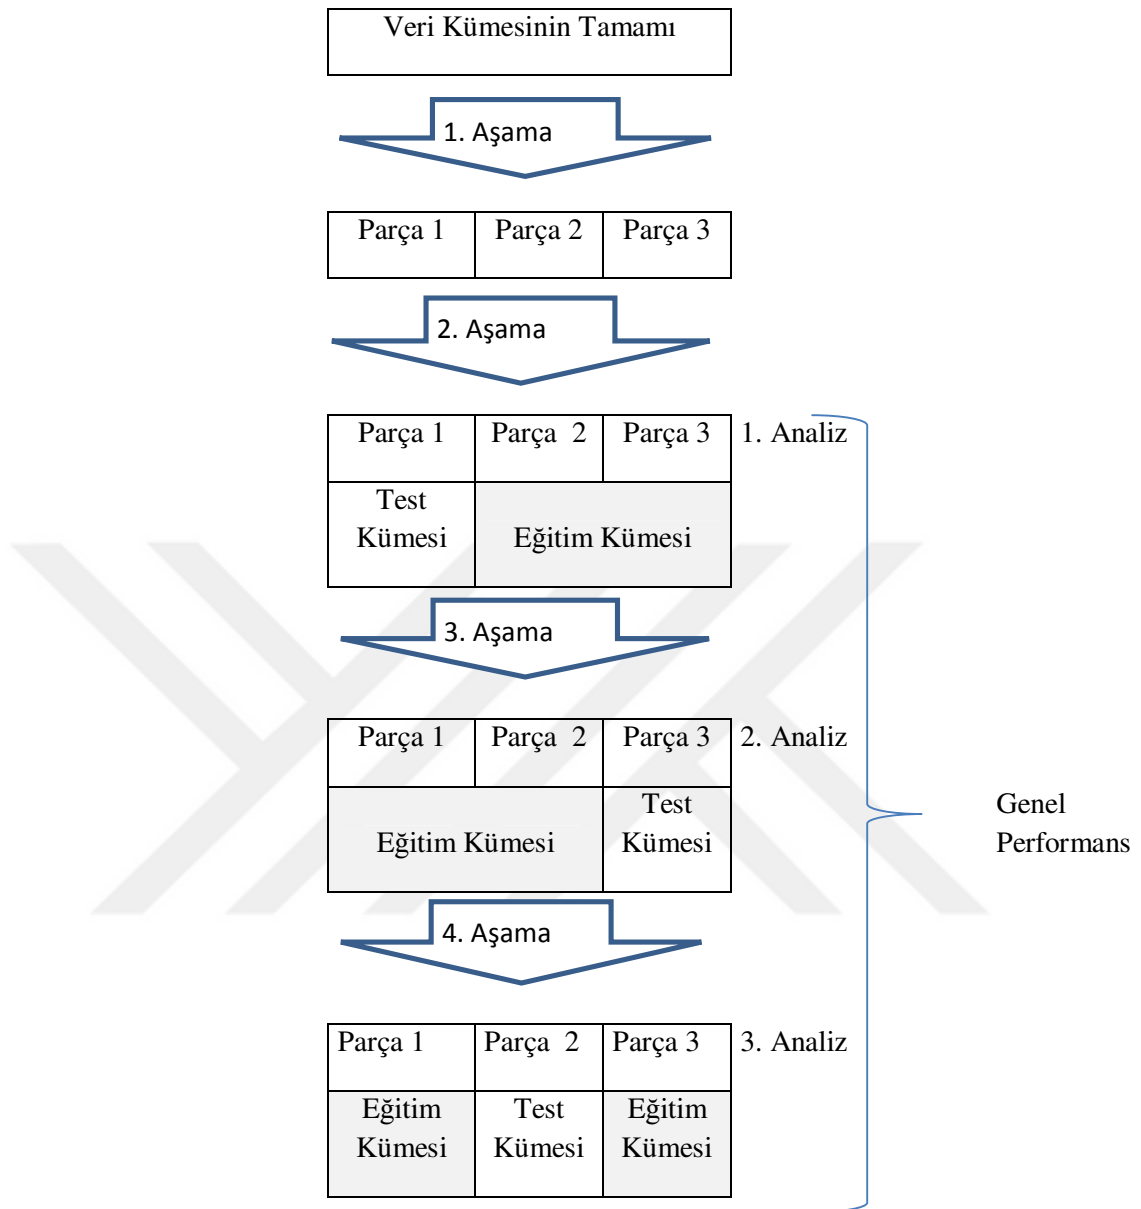 Veri Kümesinin Tamamı
1. Aşama
Parça 1 Parça 2 Parça 3
2. Aşama
Parça 1 Parça 2 Parça 3 1. Analiz
Test
Kümesi
Eğitim Kümesi
3. Aşama
Parça 1 Parça 2 Parça 3 2. Analiz
Eğitim Kümesi
Test
Kümesi
Genel
Performans
4. Aşama
Parça 1 Parça 2 Parça 3 3. Analiz
Eğitim
Kümesi
Test
Kümesi
Eğitim
Kümesi